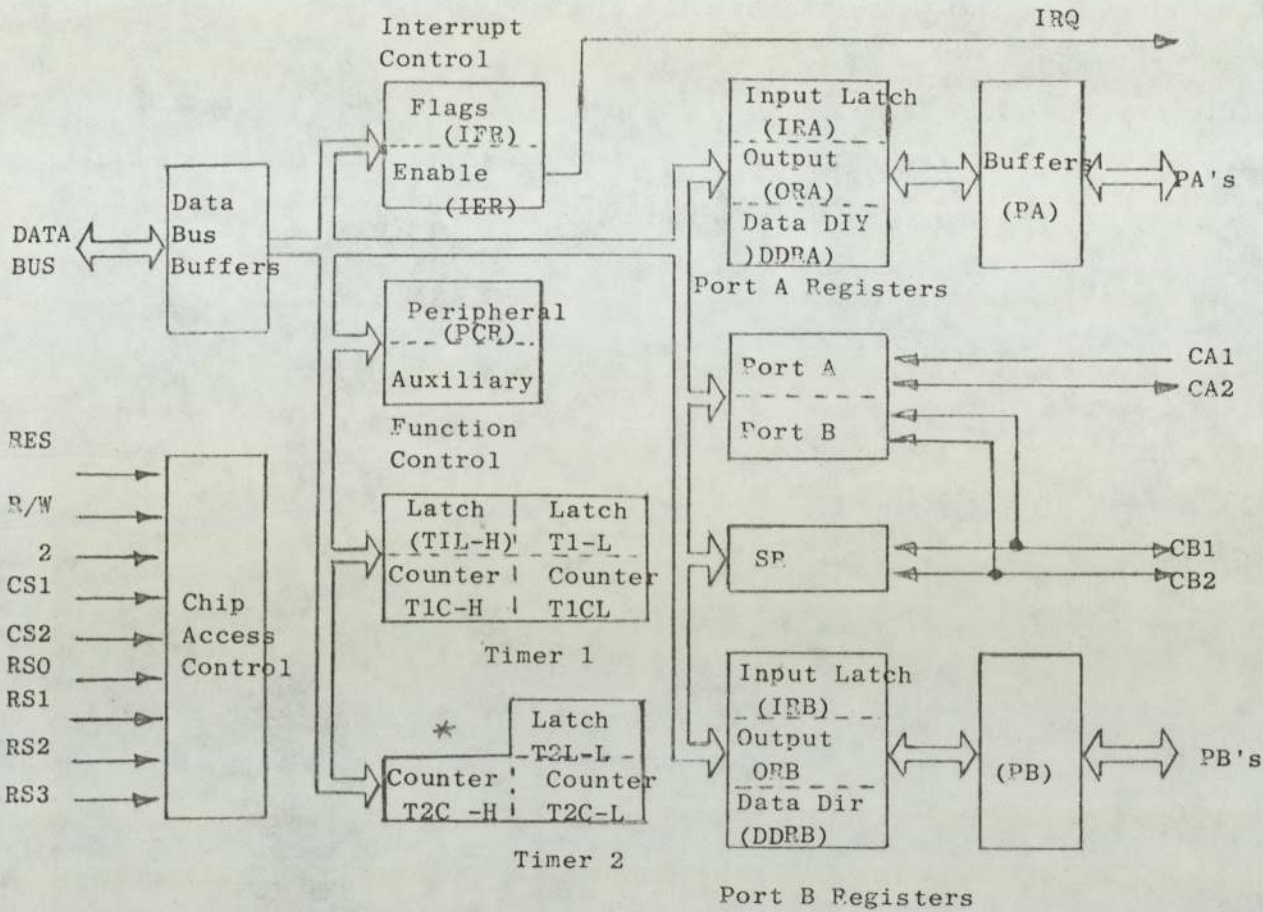 IRQ
Interrupt
Control
Flags
(IFR)
Enable
(IER)
Data
Bus
Buffers
DATA
BUS
Peripheral
(PCR)
Auxiliary
Function
Control
RES
R/W
2
CS1
CS2
RS0
RS1
RS2
RS3
Chip
Access
Control
Latch
(TIL-H)
Latch
T1-L
Counter
T1C-H
Counter
T1CL
Timer 1
*
Latch
T2L-L
Counter
T2C -H
Counter
T2C-L
Timer 2
Input Latch
(IRA)
Output
(ORA)
Data DIY
)DDRA)
Port A Registers
Buffers
(PA)
PA's
Port A
Port B
CA1
CA2
SR
CB1
CB2
Input Latch
(IRB)
Output
ORB
Data Dir
(DDRB)
(PB)
PB's
Port B Registers